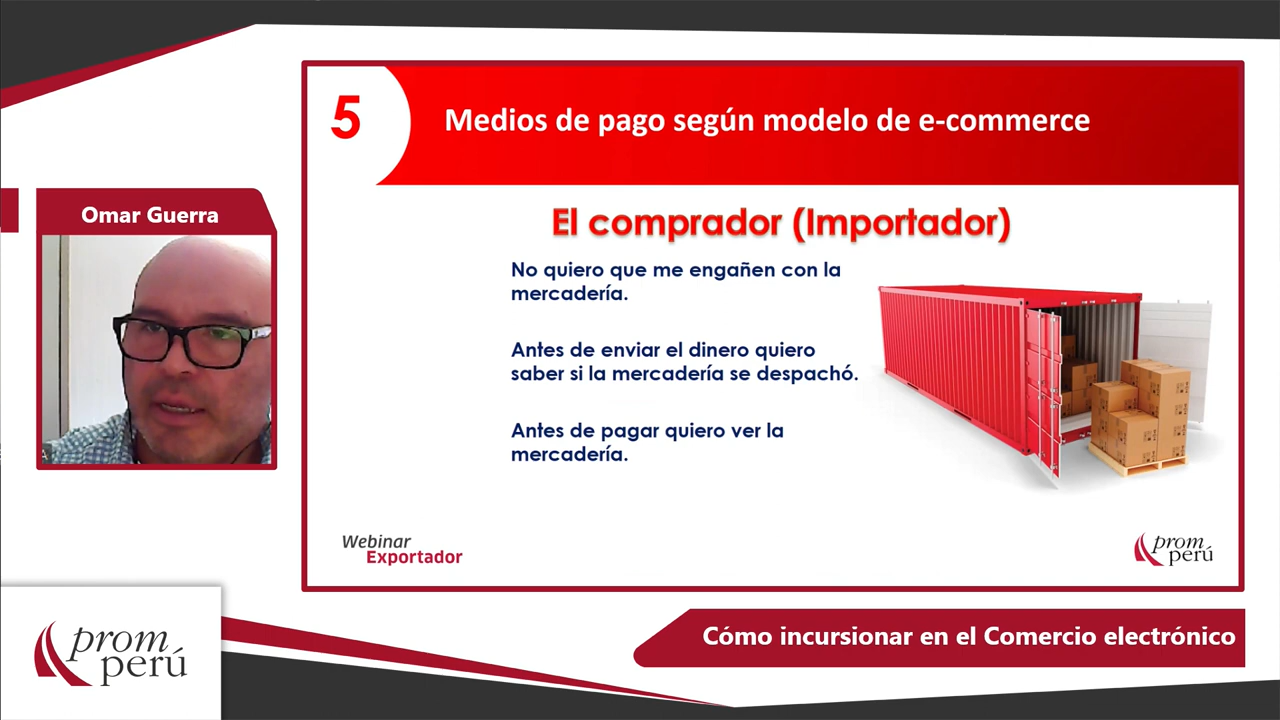 5
Medios de pago según modelo de e-commerce
Omar Guerra
El comprador (Importador)
No quiero que me engañen con la
mercadería.
Antes de enviar el dinero quiero
saber si la mercadería se despachó.
Antes de pagar quiero ver la
mercadería.
Webinar
Exportador
prom
perú
prom
perú
Cómo incursionar en el Comercio electrónico